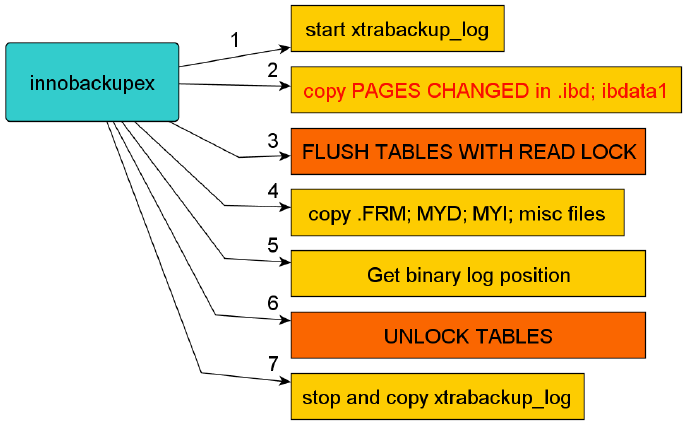 innobackupex
1
start xtrabackup_log
2
copy PAGES CHANGED in .ibd; ibdata1
3
FLUSH TABLES WITH READ LOCK
4
copy .FRM; MYD; MYI; misc files
5
Get binary log position
6
UNLOCK TABLES
7
stop and copy xtrabackup_log